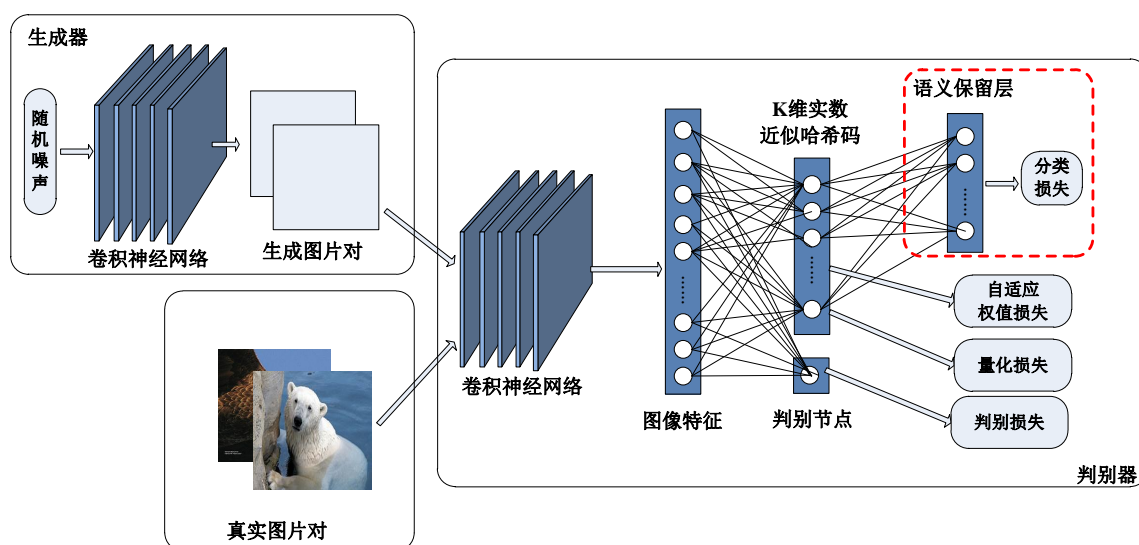 生成器
随
机
噪
声
卷积神经网络
生成图片对
真实图片对
卷积神经网络
图像特征
K维实数
近似哈希码
判别节点
语义保留层
分类
损失
自适应
权值损失
量化损失
判别损失
判别器